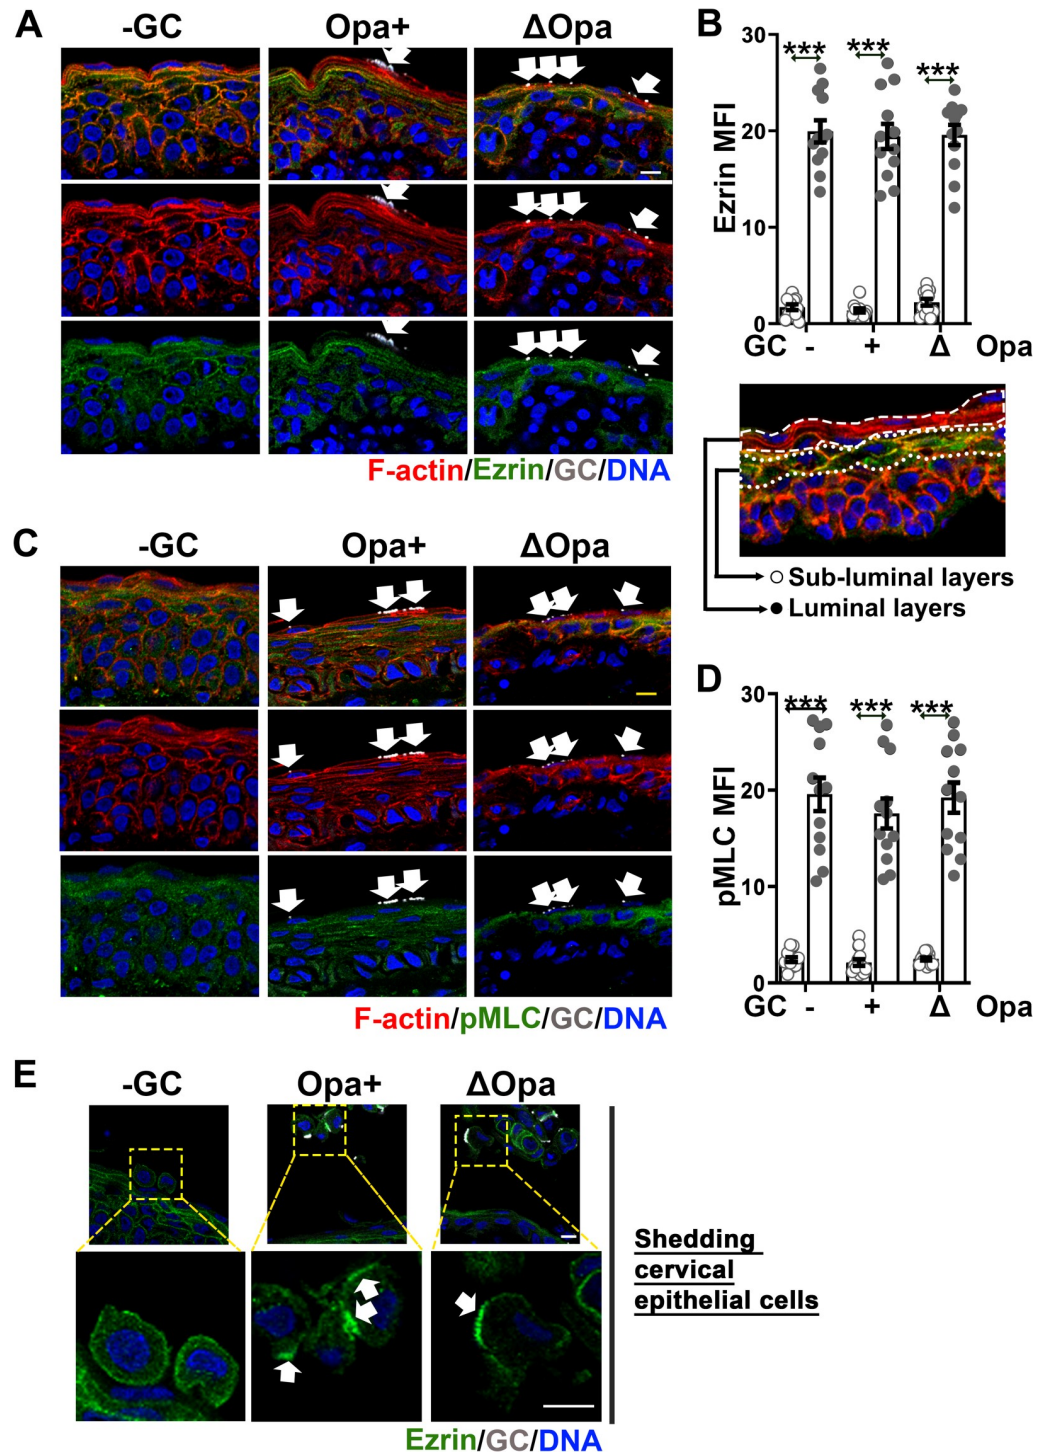 A
-GC Opa+ ΔOpa
F-actin/Ezrin/GC/DNA
B
30
20
10
0
Ezrin MFI
*** *** ***
GC - + Δ Opa
Sub-luminal layers
Luminal layers
C
-GC Opa+ ΔOpa
F-actin/pMLC/GC/DNA
D
30
20
10
0
pMLC MFI
*** *** ***
GC - + Δ Opa
E
-GC Opa+ ΔOpa
Shedding
cervical
epithelial cells
Ezrin/GC/DNA